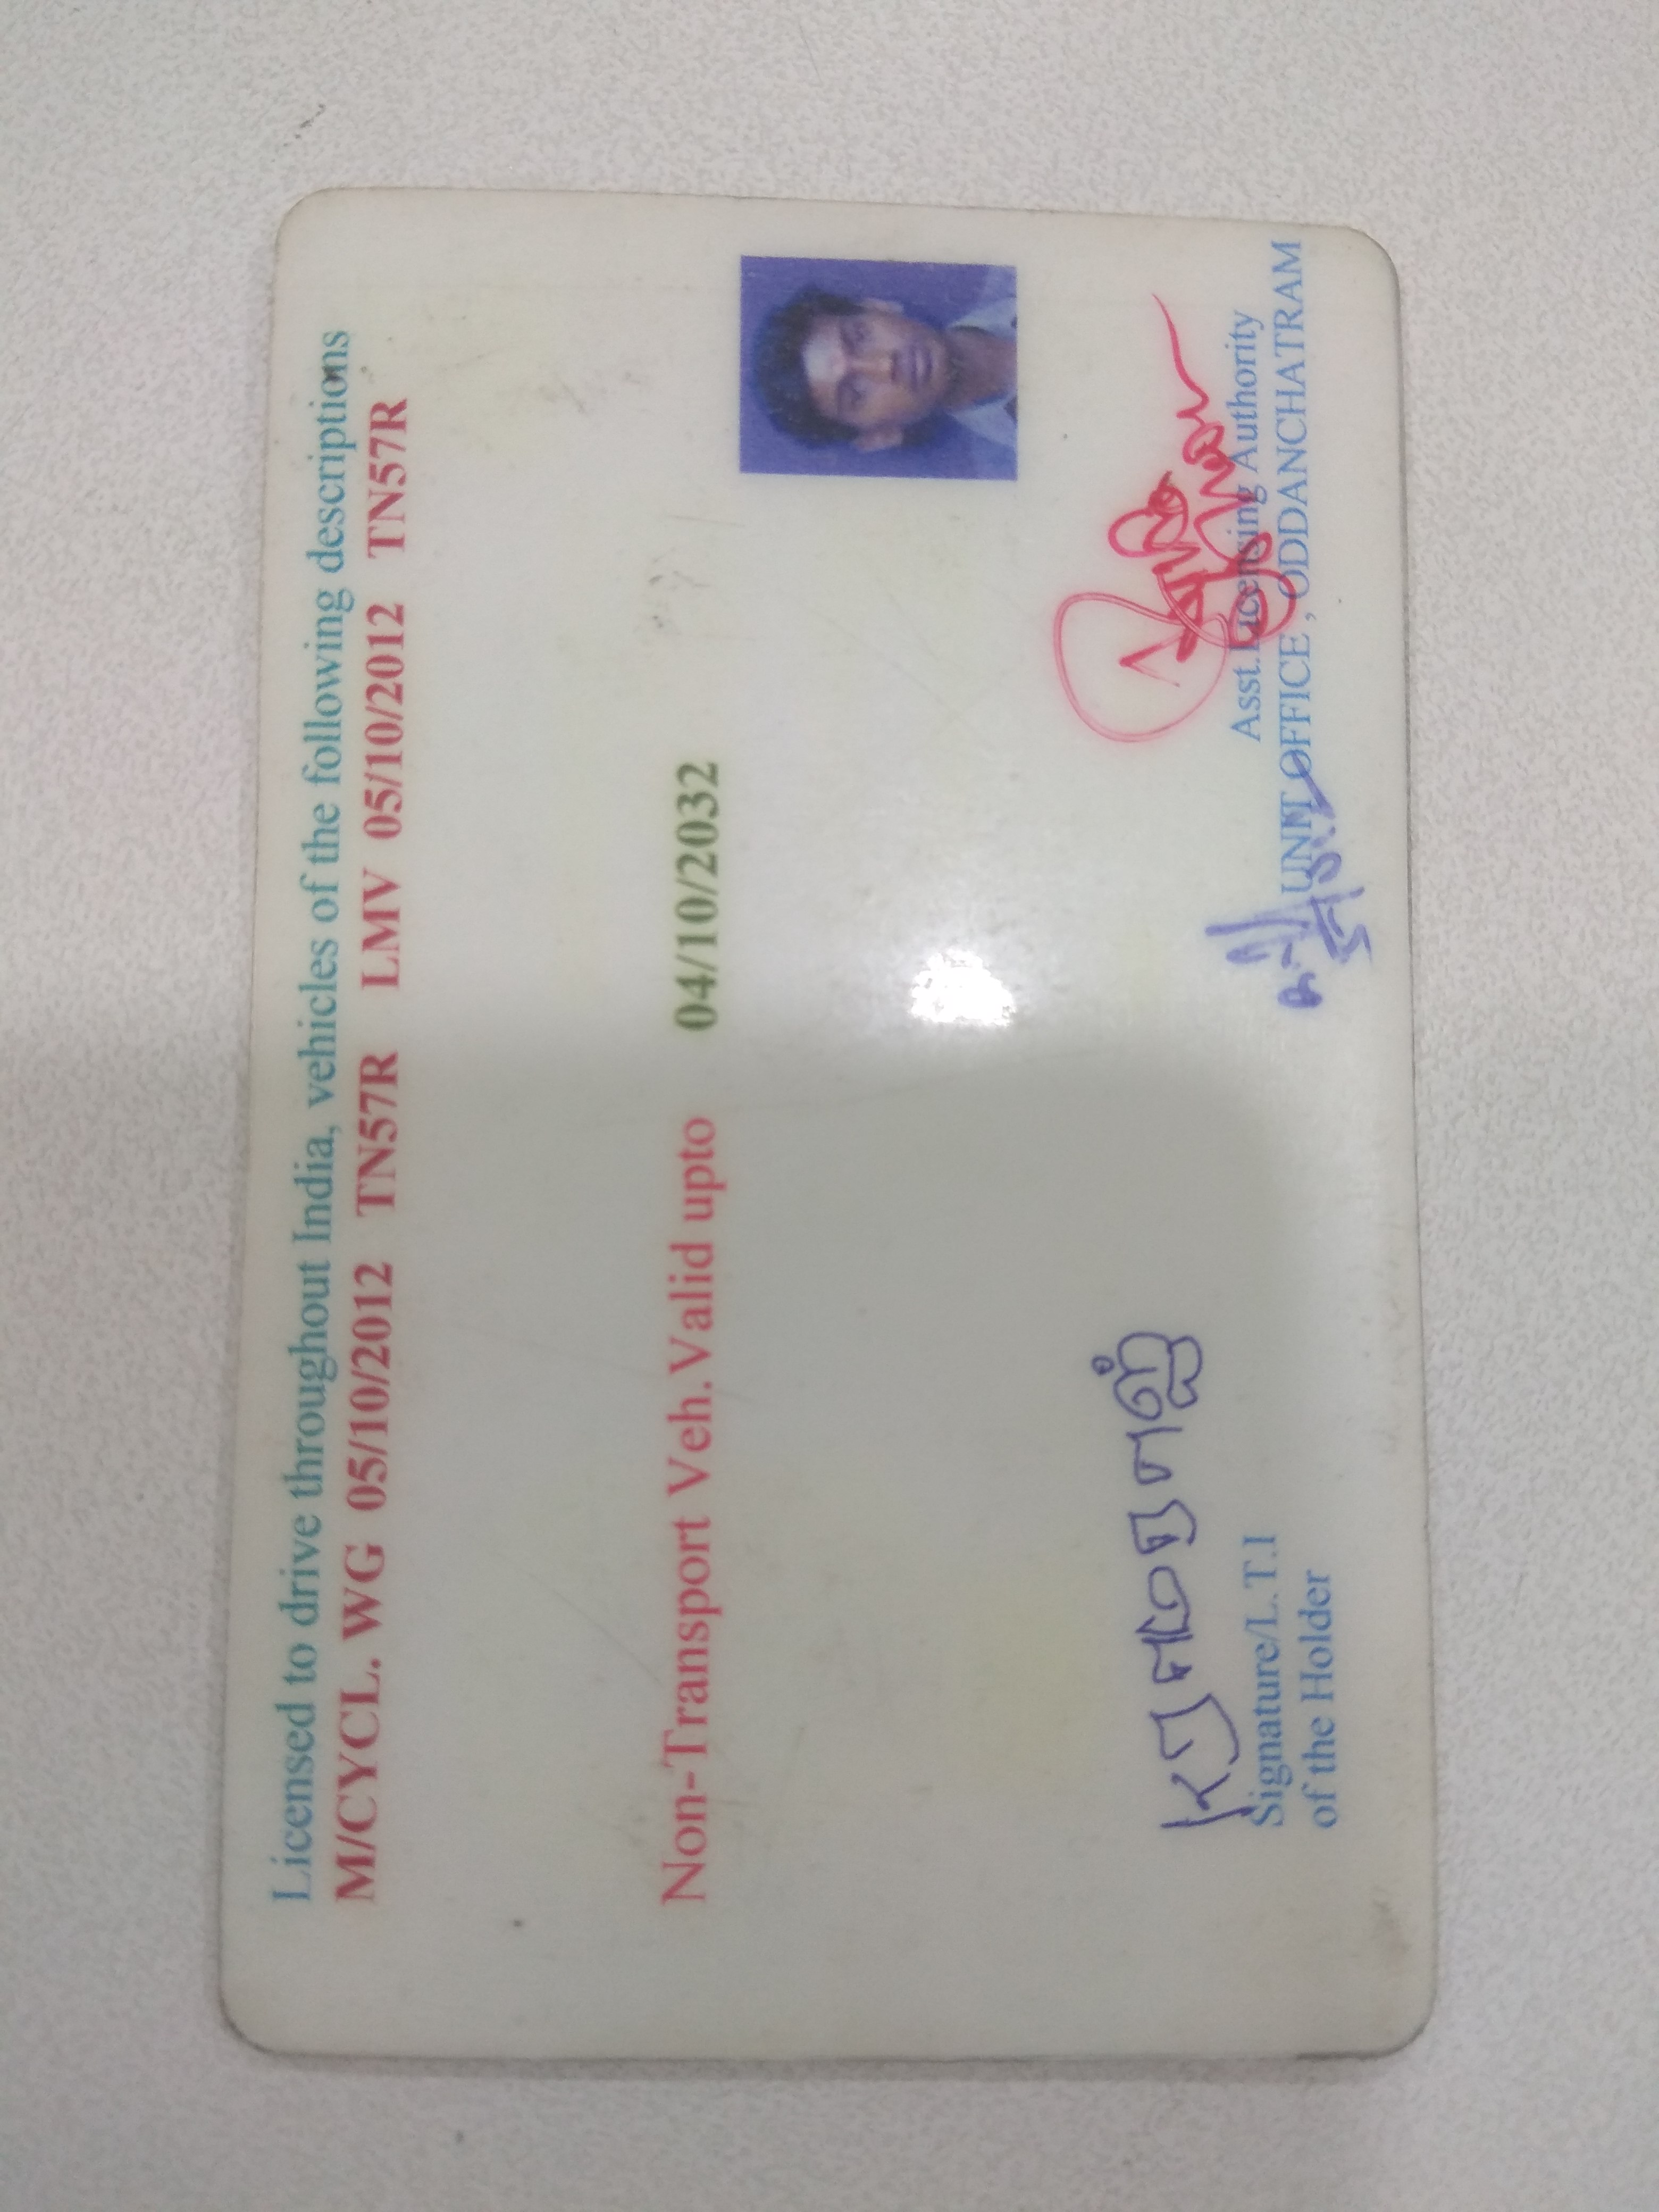 Licensed to drive throughout India, vehicles of the following descriptions
M/CYCL. WG 05/10/2012 TN57R LMV 05/10/2012 TN57R
Non-Transport Veh.Valid upto 04/10/2032
Signature/L.T.I
of the Holder
Asst.Licensing Authority
UNIT OFFICE , ODDANCHATRAM